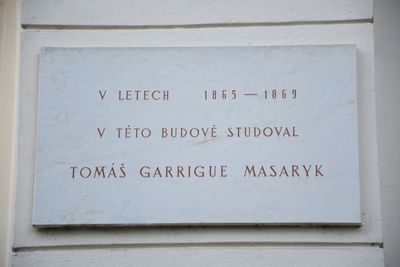 V LETECH 1865 — 1869
V TÉTO BUDOVĚ STUDOVAL
TOMÁŠ GARRIGUE MASARYK